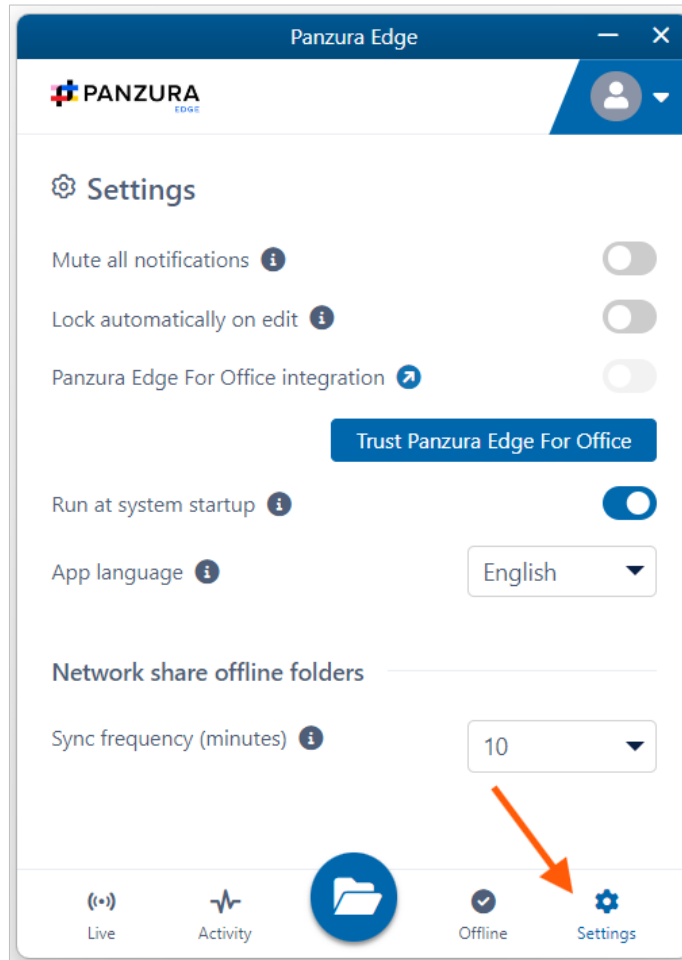 Panzura Edge
PANZURA
EDGE
Settings
Mute all notifications
Lock automatically on edit
Panzura Edge For Office integration
Trust Panzura Edge For Office
Run at system startup
App language
English
Network share offline folders
Sync frequency (minutes)
10
Live
Activity
Offline
Settings